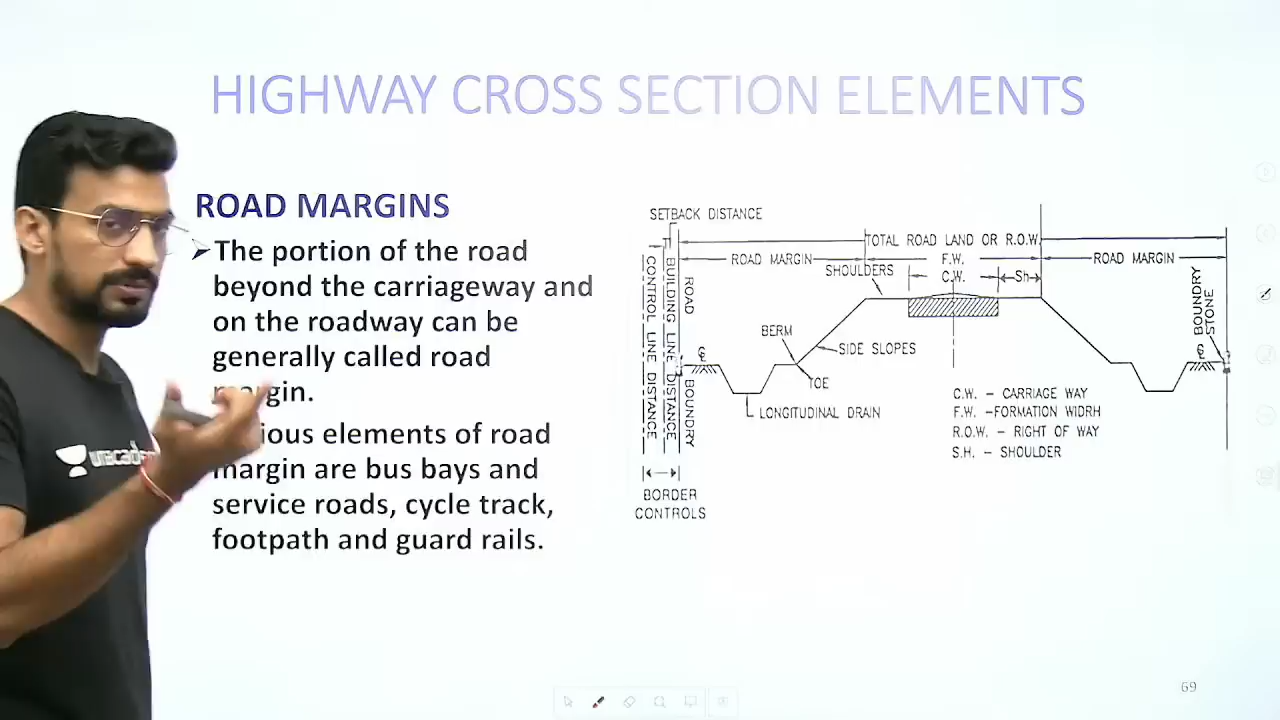 HIGHWAY CROSS SECTION ELEMENTS
ROAD MARGINS
The portion of the road
beyond the carriageway and
on the roadway can be
generally called road
margin.
ious elements of road
margin are bus bays and
service roads, cycle track,
footpath and guard rails.
SETBACK DISTANCE
TOTAL ROAD LAND OR R.O.W.
ROAD MARGIN
F.W.
ROAD MARGIN
SHOULDERS
C.W.
Sh
CONTROL LINE DISTANCE
BUILDING LINE DISTANCE
ROAD
BOUNDRY
BOUNDRY
STONE
BERM
SIDE SLOPES
TOE
LONGITUDINAL DRAIN
C.W. - CARRIAGE WAY
F.W. -FORMATION WIDRH
R.O.W. - RIGHT OF WAY
S.H. - SHOULDER
BORDER
CONTROLS
69